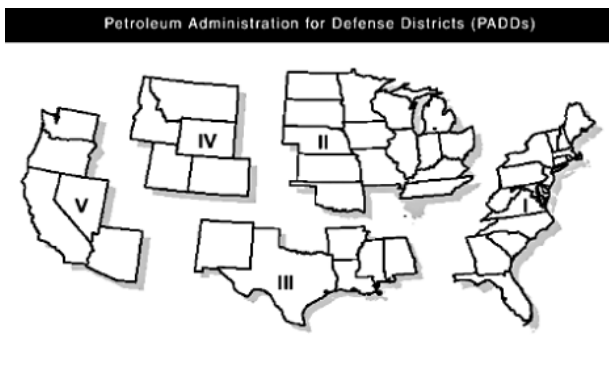 Petroleum Administration for Defense Districts (PADDs)
IV
II
V
I
III